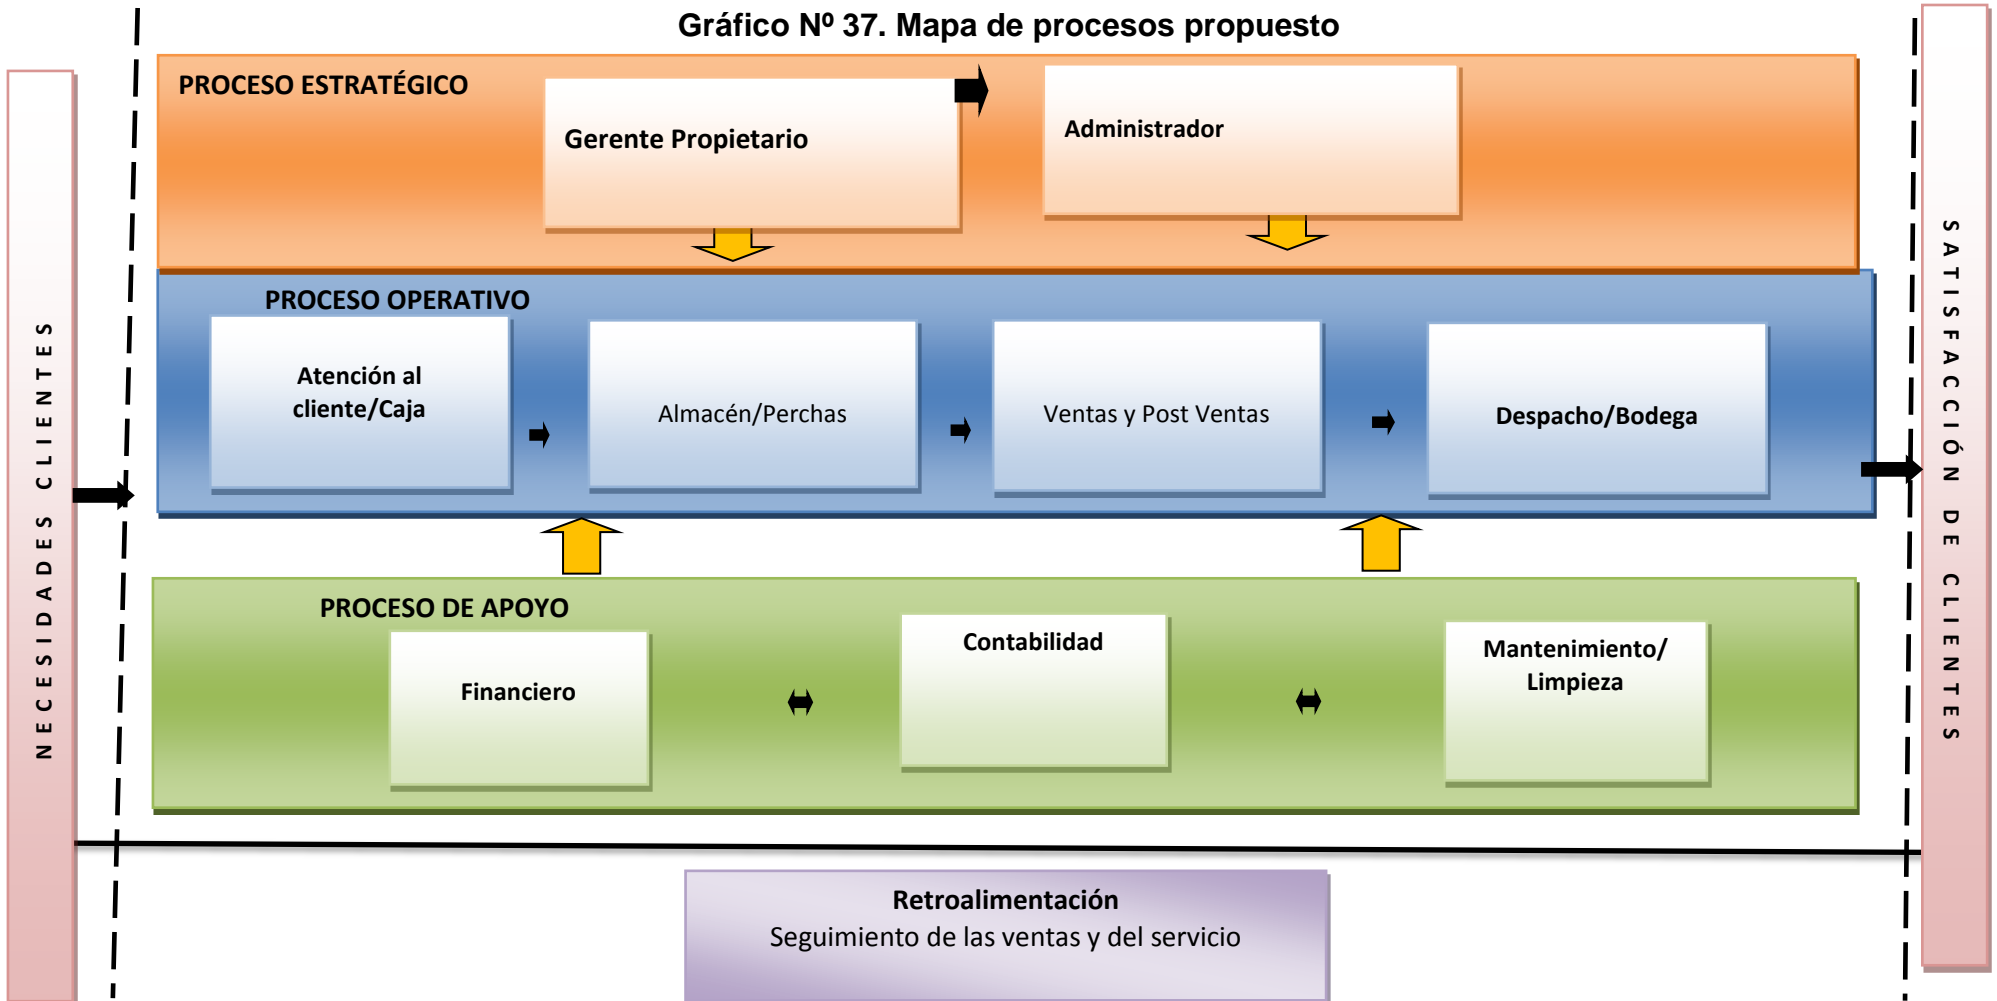 Gráfico Nº 37. Mapa de procesos propuesto
NECESIDADES CLIENTES
PROCESO ESTRATÉGICO
Gerente Propietario
Administrador
PROCESO OPERATIVO
Atención al
cliente/Caja
Almacén/Perchas
Ventas y Post Ventas
Despacho/Bodega
PROCESO DE APOYO
Financiero
Contabilidad
Mantenimiento/
Limpieza
SATISFACCIÓN DE CLIENTES
Retroalimentación
Seguimiento de las ventas y del servicio